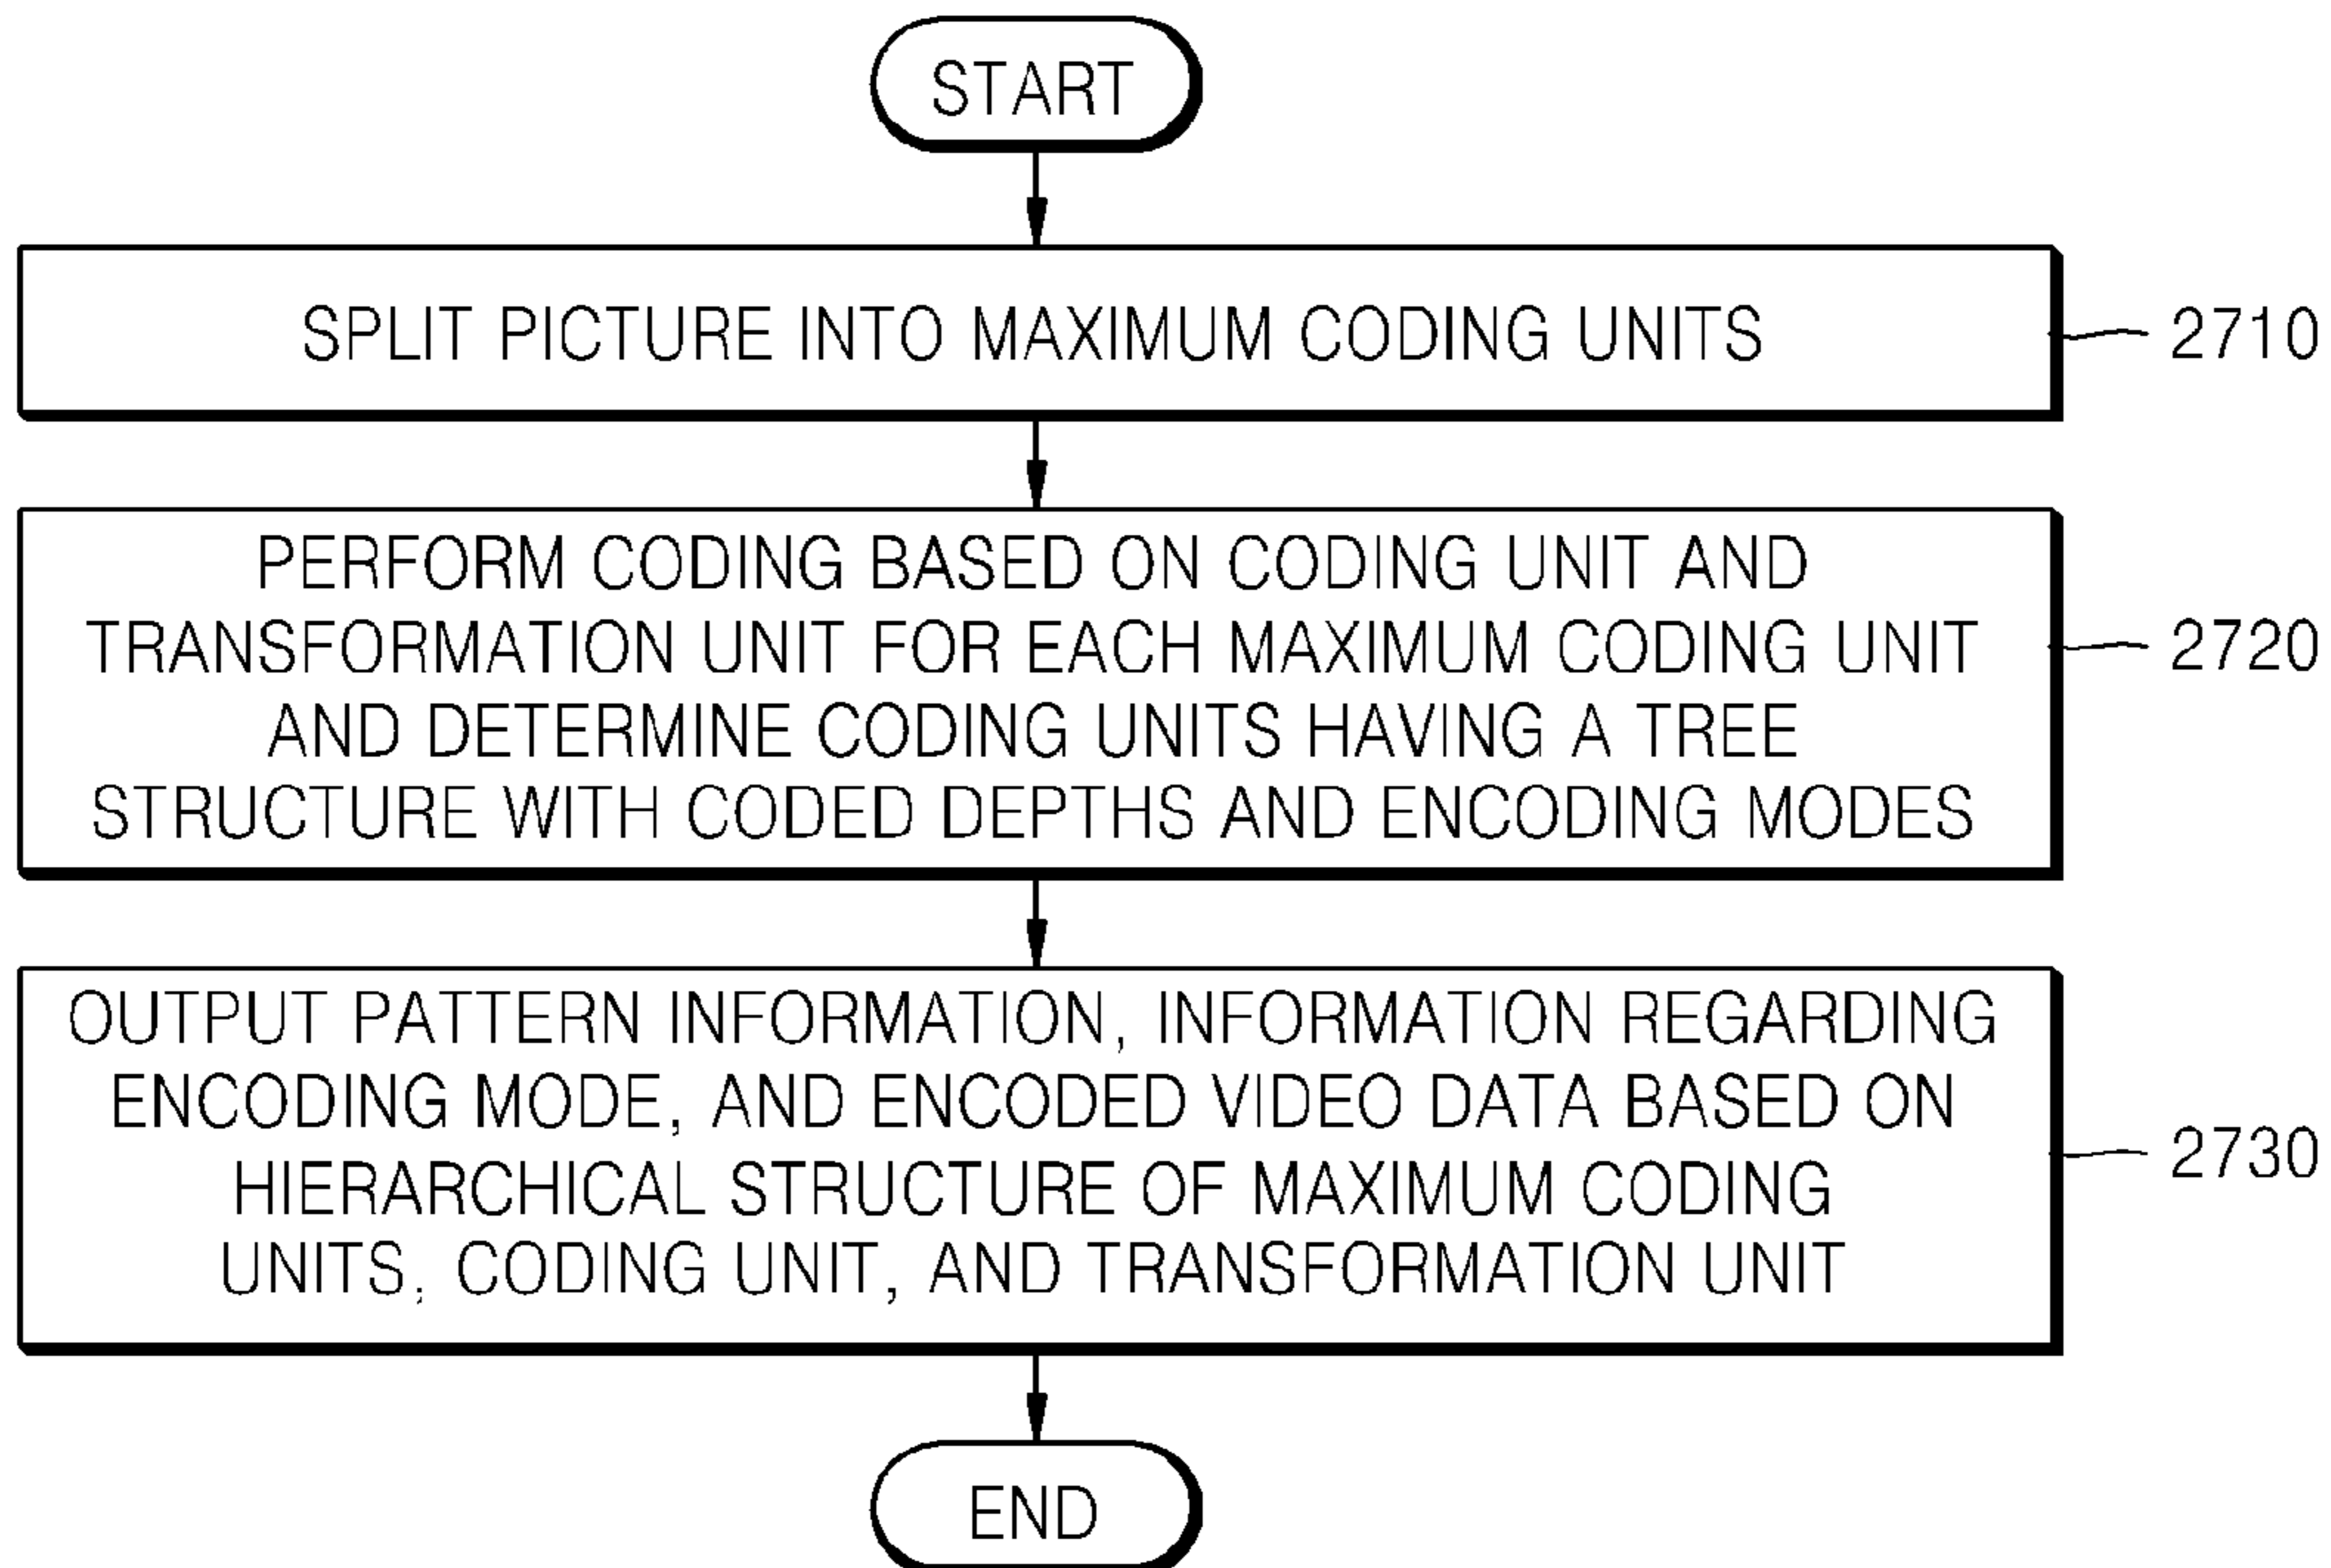 START
SPLIT PICTURE INTO MAXIMUM CODING UNITS
2710
PERFORM CODING BASED ON CODING UNIT AND
TRANSFORMATION UNIT FOR EACH MAXIMUM CODING UNIT
AND DETERMINE CODING UNITS HAVING A TREE
STRUCTURE WITH CODED DEPTHS AND ENCODING MODES
2720
OUTPUT PATTERN INFORMATION, INFORMATION REGARDING
ENCODING MODE, AND ENCODED VIDEO DATA BASED ON
HIERARCHICAL STRUCTURE OF MAXIMUM CODING
UNITS, CODING UNIT, AND TRANSFORMATION UNIT
2730
END